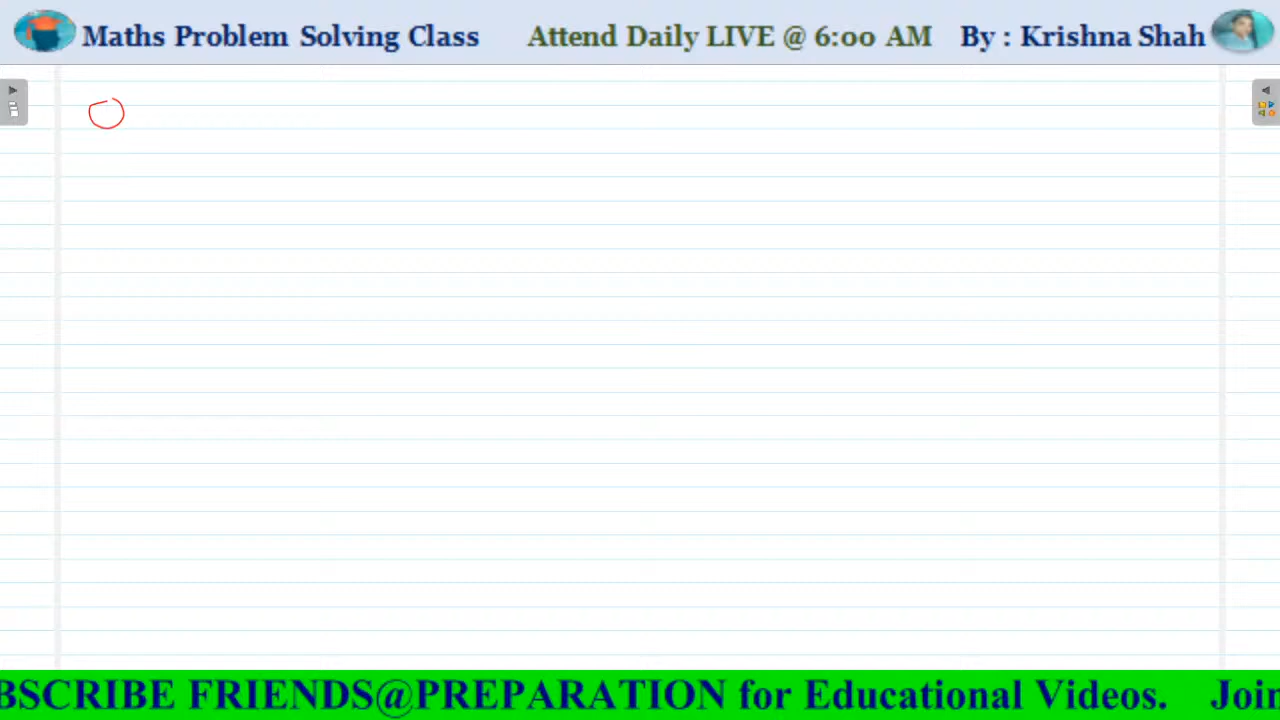 Maths Problem Solving Class Attend Daily LIVE @ 6:00 AM By : Krishna Shah
BSCRIBE FRIENDS@PREPARATION for Educational Videos. Join